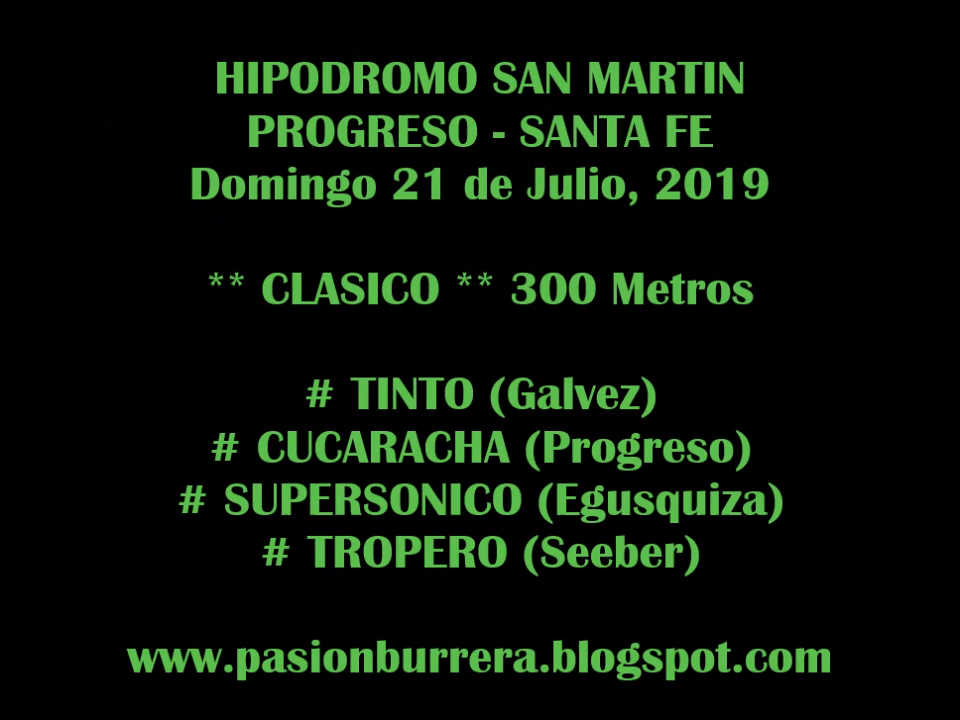 HIPODROMO SAN MARTIN
PROGRESO - SANTA FE
Domingo 21 de Julio, 2019
** CLASICO ** 300 Metros
# TINTO (Galvez)
# CUCARACHA (Progreso)
# SUPERSONICO (Egusquiza)
# TROPERO (Seeber)
www.pasionburrera.blogspot.com